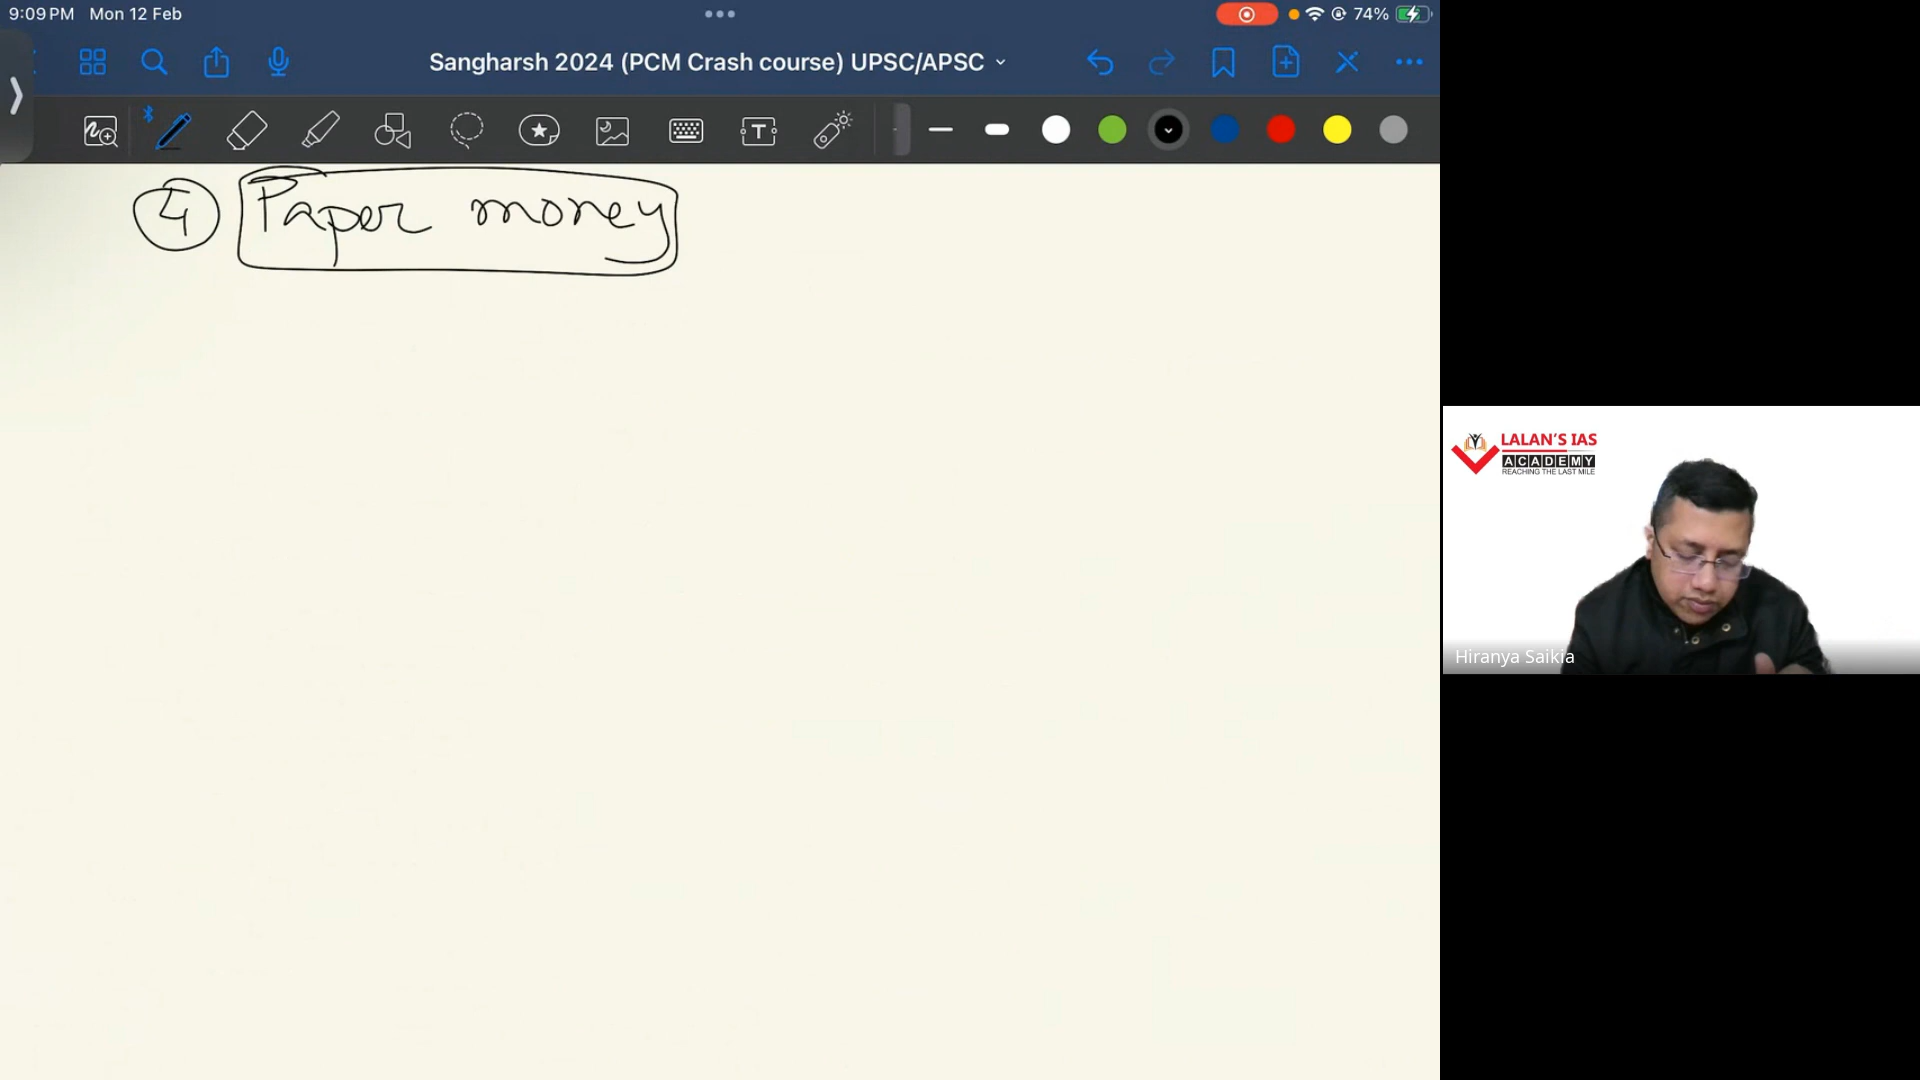 9:09 PM Mon 12 Feb
74%
Sangharsh 2024 (PCM Crash course) UPSC/APSC
T
④ Paper money
LALAN'S IAS
ACADEMY
REACHING THE LAST MILE
Hiranya Saikia